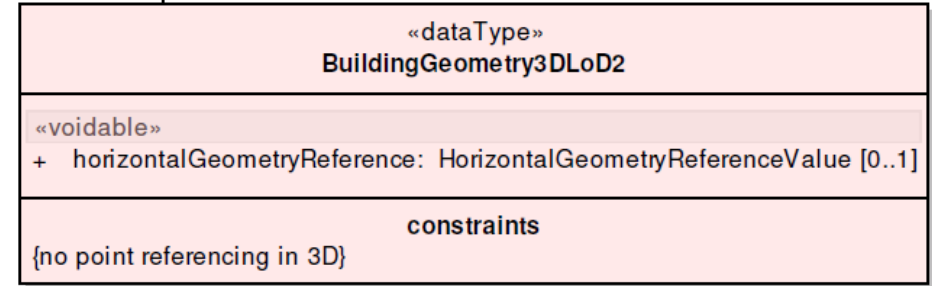 «dataType»
BuildingGeometry3DLoD2
«voidable»
+ horizontalGeometryReference: HorizontalGeometryReferenceValue [0..1]
constraints
{no point referencing in 3D}